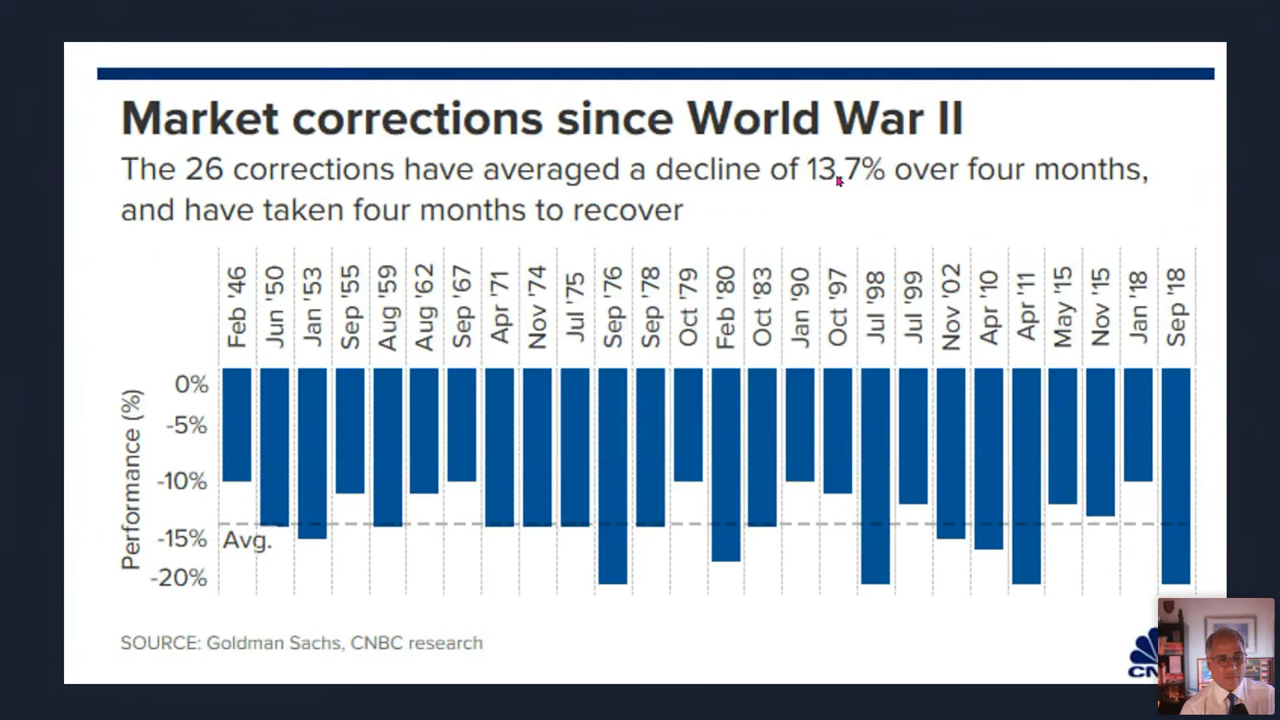 Market corrections since World War II
The 26 corrections have averaged a decline of 13.7% over four months,
and have taken four months to recover
Feb '46
Jun '50
Jan '53
Sep '55
Aug '59
Aug '62
Sep '67
Apr '71
Nov '74
Jul '75
Sep '76
Sep '78
Oct '79
Feb '80
Oct '83
Jan '90
Oct '97
Jul '98
Jul '99
Nov '02
Apr '10
Apr '11
May '15
Nov '15
Jan '18
Sep '18
Performance (%)
0%
-5%
-10%
-15%
-20%
Avg.
SOURCE: Goldman Sachs, CNBC research